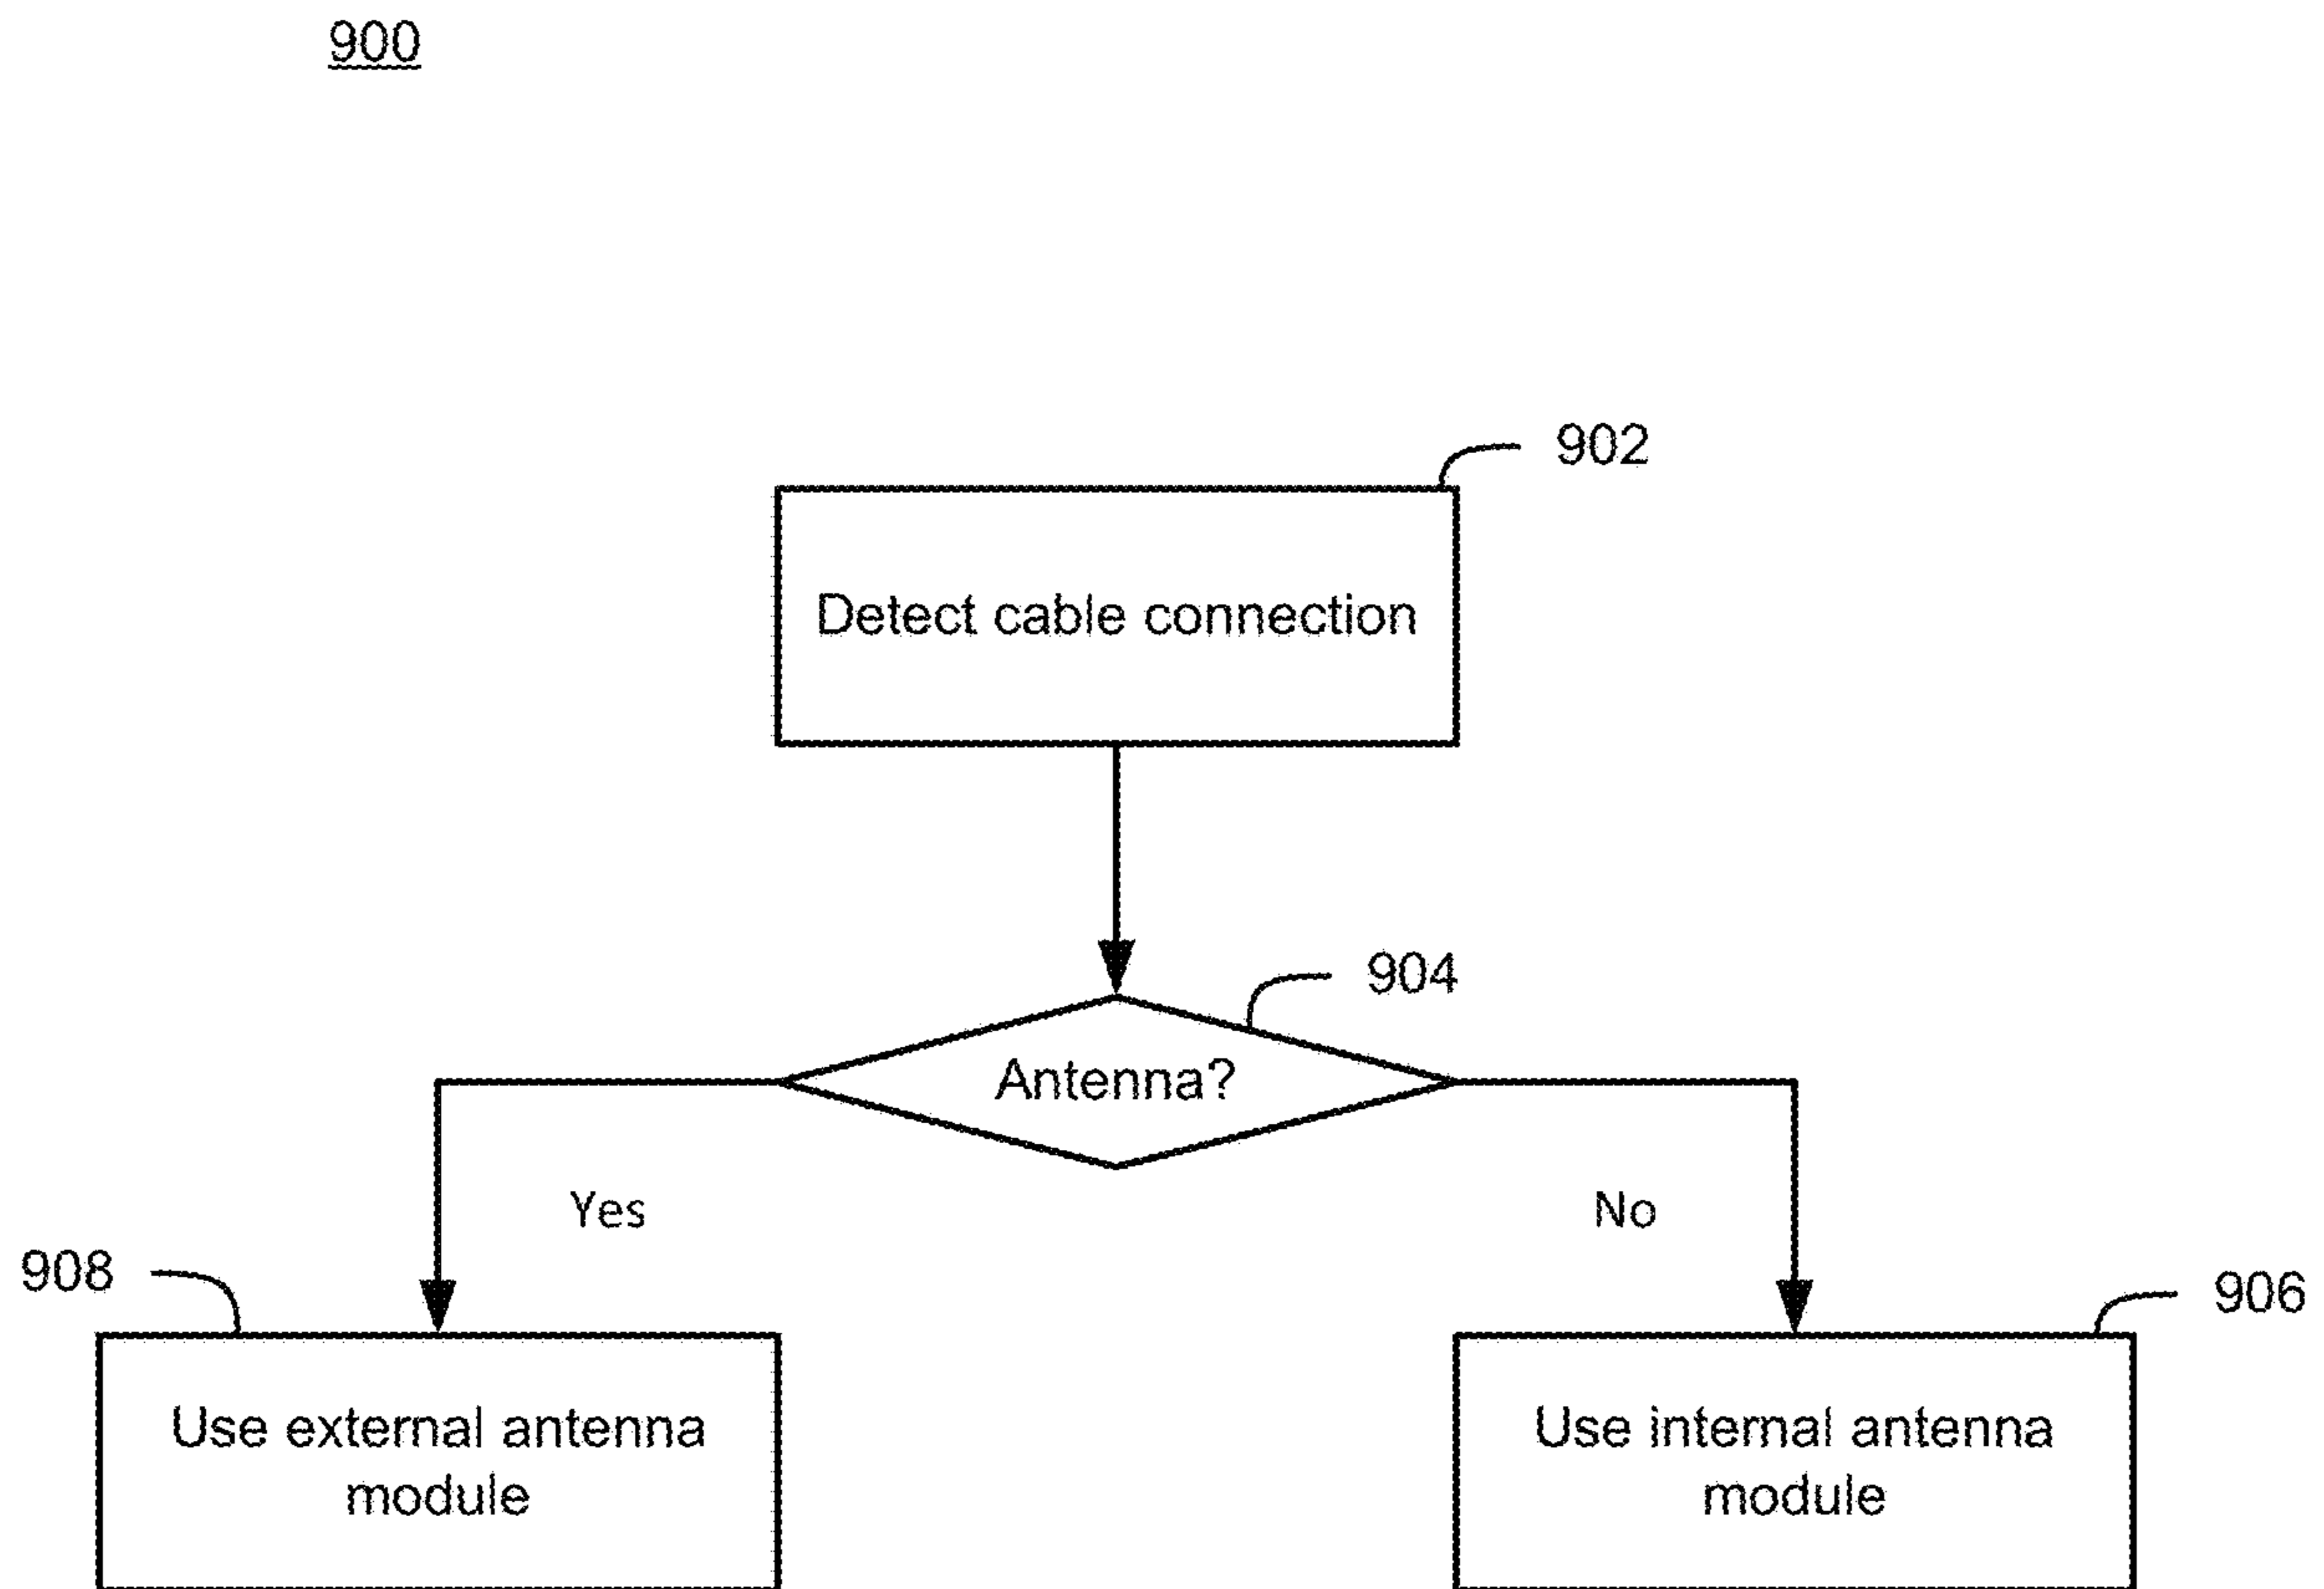 900
902
Detect cable connection
904
Antenna?
Yes
No
908
906
Use external antenna
module
Use internal antenna
module